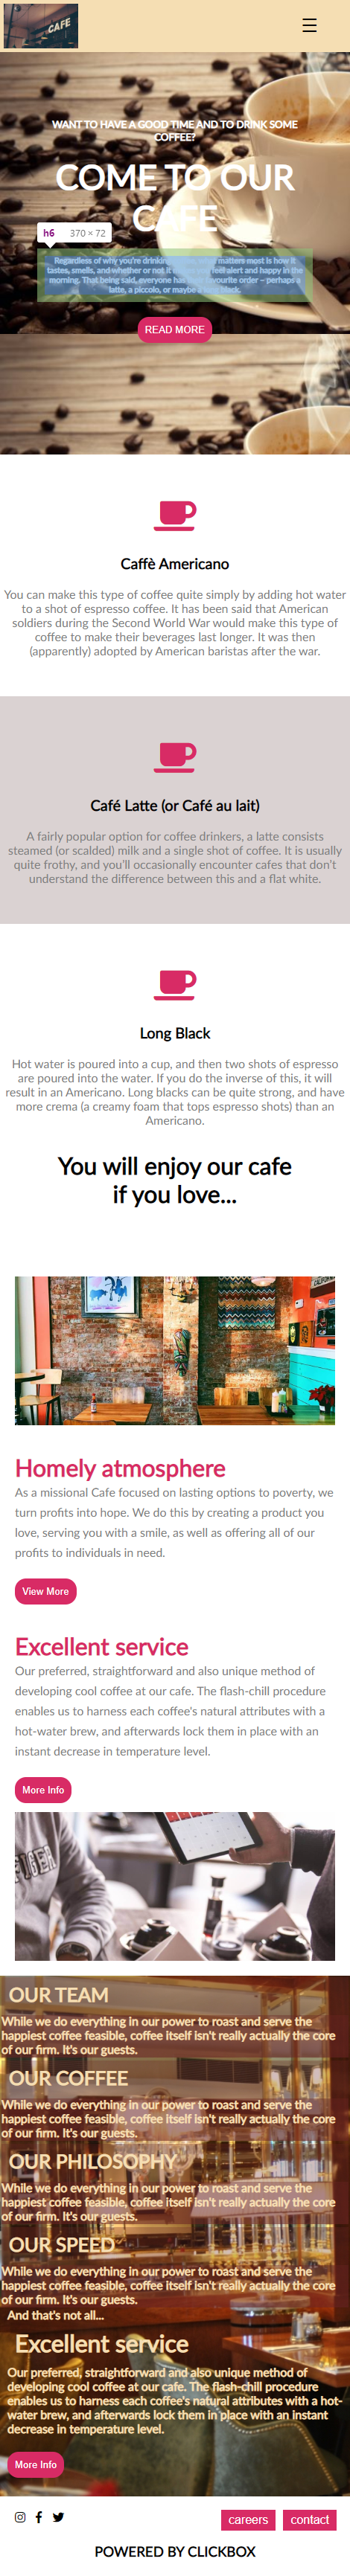 CAFE
WANT TO HAVE A GOOD TIME AND TO DRINK SOME
COFFEE?
COME TO OUR
CAFE
h6 370 × 72
Regardless of why you're drinking matters most is how it
tastes, smells, and whether or not it feel alert and happy in the
morning. That being said, everyone has favourite order – perhaps a
latte, a piccolo, or maybe a long black.
READ MORE
Caffè Americano
You can make this type of coffee quite simply by adding hot water
to a shot of espresso coffee. It has been said that American
soldiers during the Second World War would make this type of
coffee to make their beverages last longer. It was then
(apparently) adopted by American baristas after the war.
Café Latte (or Café au lait)
A fairly popular option for coffee drinkers, a latte consists
steamed (or scalded) milk and a single shot of coffee. It is usually
quite frothy, and you'll occasionally encounter cafes that don't
understand the difference between this and a flat white.
Long Black
Hot water is poured into a cup, and then two shots of espresso
are poured into the water. If you do the inverse of this, it will
result in an Americano. Long blacks can be quite strong, and have
more crema (a creamy foam that tops espresso shots) than an
Americano.
You will enjoy our cafe
if you love...
Homely atmosphere
As a missional Cafe focused on lasting options to poverty, we
turn profits into hope. We do this by creating a product you
love, serving you with a smile, as well as offering all of our
profits to individuals in need.
View More
Excellent service
Our preferred, straightforward and also unique method of
developing cool coffee at our cafe. The flash-chill procedure
enables us to harness each coffee's natural attributes with a
hot-water brew, and afterwards lock them in place with an
instant decrease in temperature level.
More Info
OUR TEAM
While we do everything in our power to roast and serve the
happiest coffee feasible, coffee itself isn't really actually the core
of our firm. It's our guests.
OUR COFFEE
While we do everything in our power to roast and serve the
happiest coffee feasible, coffee itself isn't really actually the core
of our firm. It's our guests.
OUR PHILOSOPHY
While we do everything in our power to roast and serve the
happiest coffee feasible, coffee itself isn't really actually the core
of our firm. It's our guests.
OUR SPEED
While we do everything in our power to roast and serve the
happiest coffee feasible, coffee itself isn't really actually the core
of our firm. It's our guests.
And that's not all...
Excellent service
Our preferred, straightforward and also unique method of
developing cool coffee at our cafe. The flash-chill procedure
enables us to harness each coffee's natural attributes with a hot-
water brew, and afterwards lock them in place with an instant
decrease in temperature level.
More Info
careers contact
POWERED BY CLICKBOX